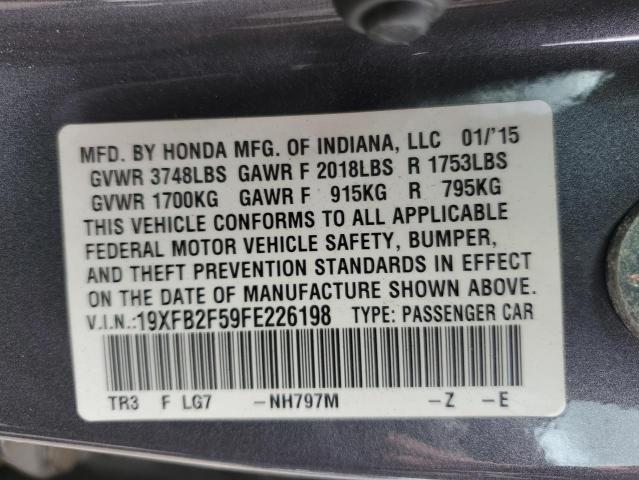 MFD. BY HONDA MFG. OF INDIANA, LLC 01/'15
GVWR 3748LBS GAWR F 2018LBS R 1753LBS
GVWR 1700KG GAWR F 915KG R 795KG
THIS VEHICLE CONFORMS TO ALL APPLICABLE
FEDERAL MOTOR VEHICLE SAFETY, BUMPER,
AND THEFT PREVENTION STANDARDS IN EFFECT
ON THE DATE OF MANUFACTURE SHOWN ABOVE.
V.I.N.:19XFB2F59FE226198 TYPE: PASSENGER CAR
TR3 F LG7 -NH797M -Z -E